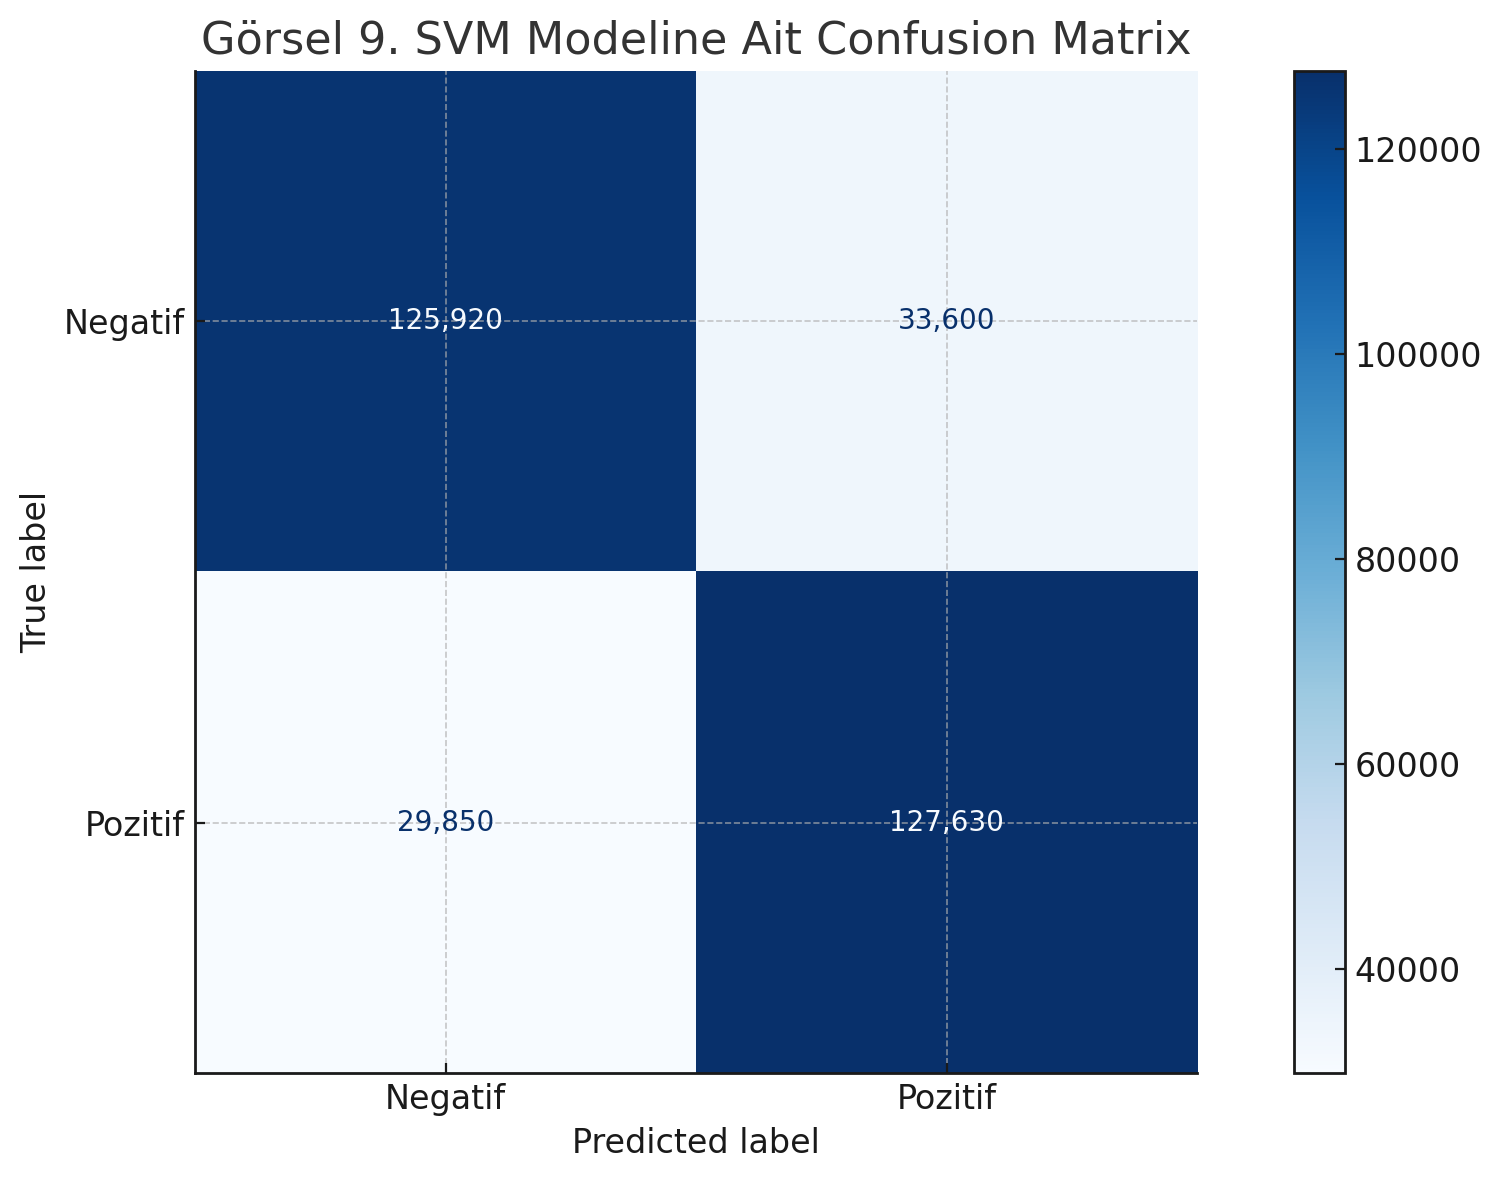 Görsel 9. SVM Modeline Ait Confusion Matrix
True label
Negatif
125,920
33,600
Pozitif
29,850
127,630
Negatif
Pozitif
Predicted label
120000
100000
80000
60000
40000